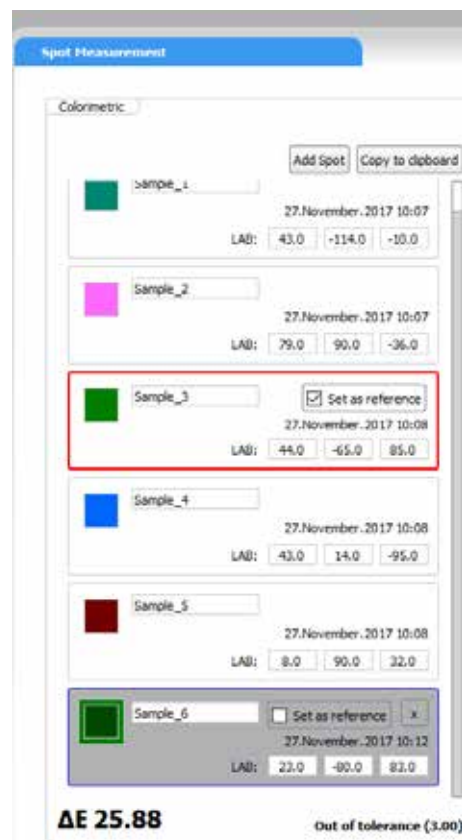 Spot Measurement
Colorimetric
Add Spot Copy to clipboard
Sample_1
27.November.2017 10:07
LAB: 43.0 -114.0 -10.0
Sample_2
27.November.2017 10:07
LAB: 79.0 90.0 -36.0
Sample_3 Set as reference
27.November.2017 10:08
LAB: 44.0 -65.0 85.0
Sample_4
27.November.2017 10:08
LAB: 43.0 14.0 -95.0
Sample_5
27.November.2017 10:08
LAB: 8.0 90.0 32.0
Sample_6 Set as reference x
27.November.2017 10:12
LAB: 23.0 -80.0 83.0
ΔE 25.88 Out of tolerance (3.00)